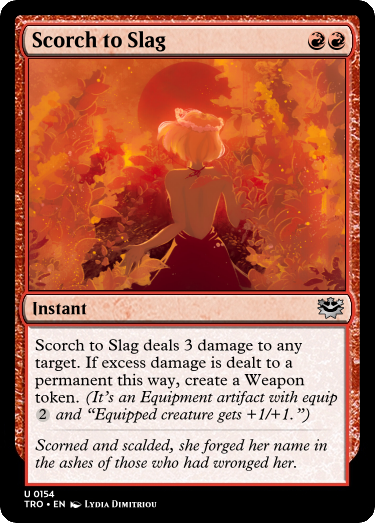 Scorch to Slag
Instant
Scorch to Slag deals 3 damage to any
target. If excess damage is dealt to a
permanent this way, create a Weapon
token. (It's an Equipment artifact with equip
2 and “Equipped creature gets +1/+1.”)
Scorned and scalded, she forged her name in
the ashes of those who had wronged her.
U 0154
TRO • EN Lydia Dimitriou